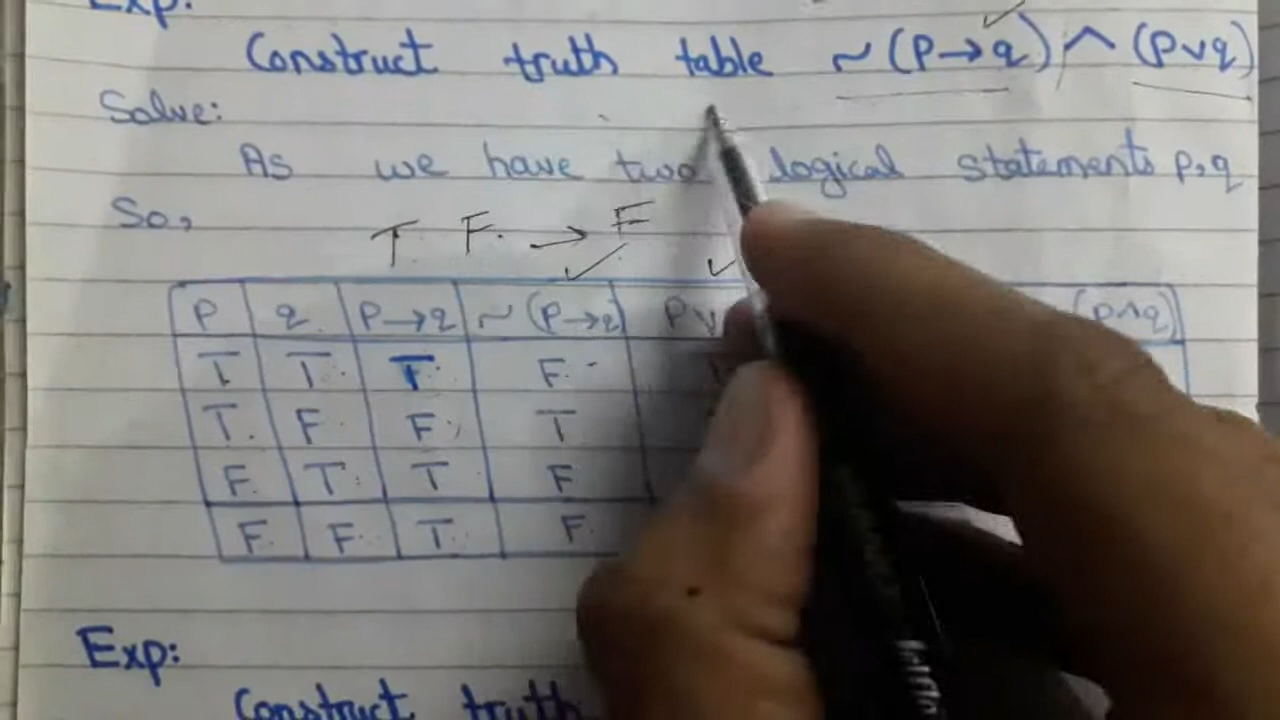 Exp:
Construct truth table ~(P→q) ∧ (P∨q)
Solve:
As we have two logical statements p,q
So,
T F. → F
P q P→q ~(P→q) P∨ (p∧q)
T T T F
T F F T
F T T F
F F T F
Exp:
Construct truth